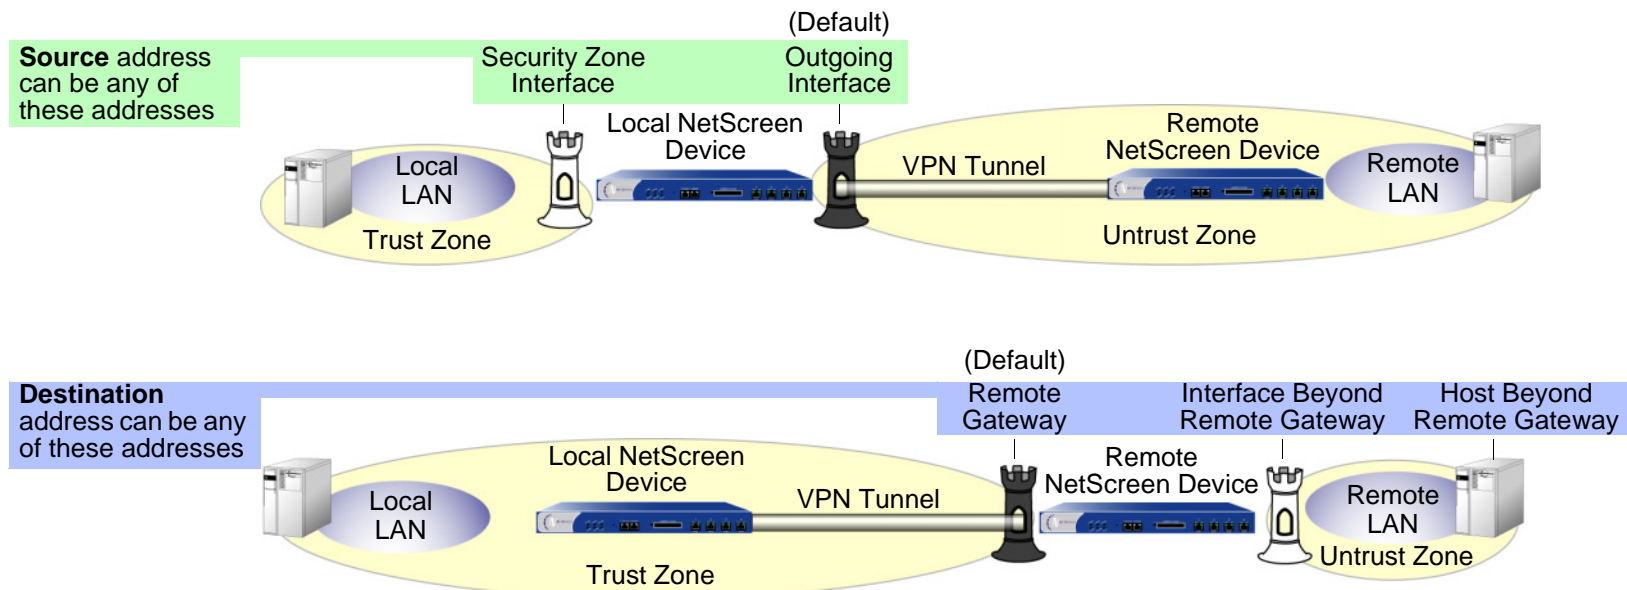 (Default)
Source address
can be any of
these addresses
Security Zone
Interface
Outgoing
Interface
Local NetScreen
Device
Remote
NetScreen Device
Local
LAN
VPN Tunnel
Remote
LAN
Trust Zone
Untrust Zone
(Default)
Destination
address can be any
of these addresses
Remote
Gateway
Interface Beyond
Remote Gateway
Host Beyond
Remote Gateway
Local NetScreen
Device
Remote
NetScreen Device
Local
LAN
VPN Tunnel
Remote
LAN
Trust Zone
Untrust Zone